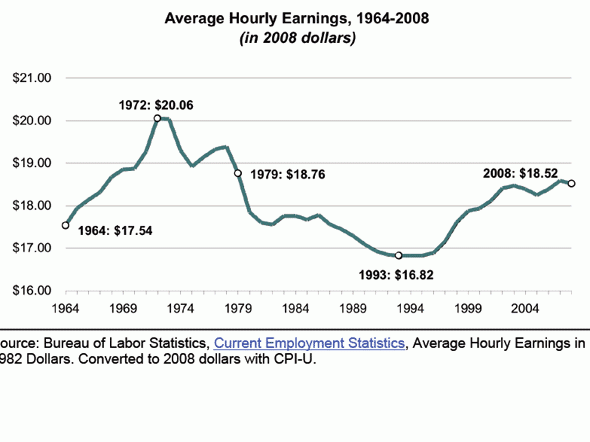 Average Hourly Earnings, 1964-2008
(in 2008 dollars)
$21.00
1972: $20.06
$20.00
$19.00
1979: $18.76
2008: $18.52
$18.00
1964: $17.54
$17.00
1993: $16.82
$16.00
1964 1969 1974 1979 1984 1989 1994 1999 2004
ource: Bureau of Labor Statistics, Current Employment Statistics, Average Hourly Earnings in
982 Dollars. Converted to 2008 dollars with CPI-U.